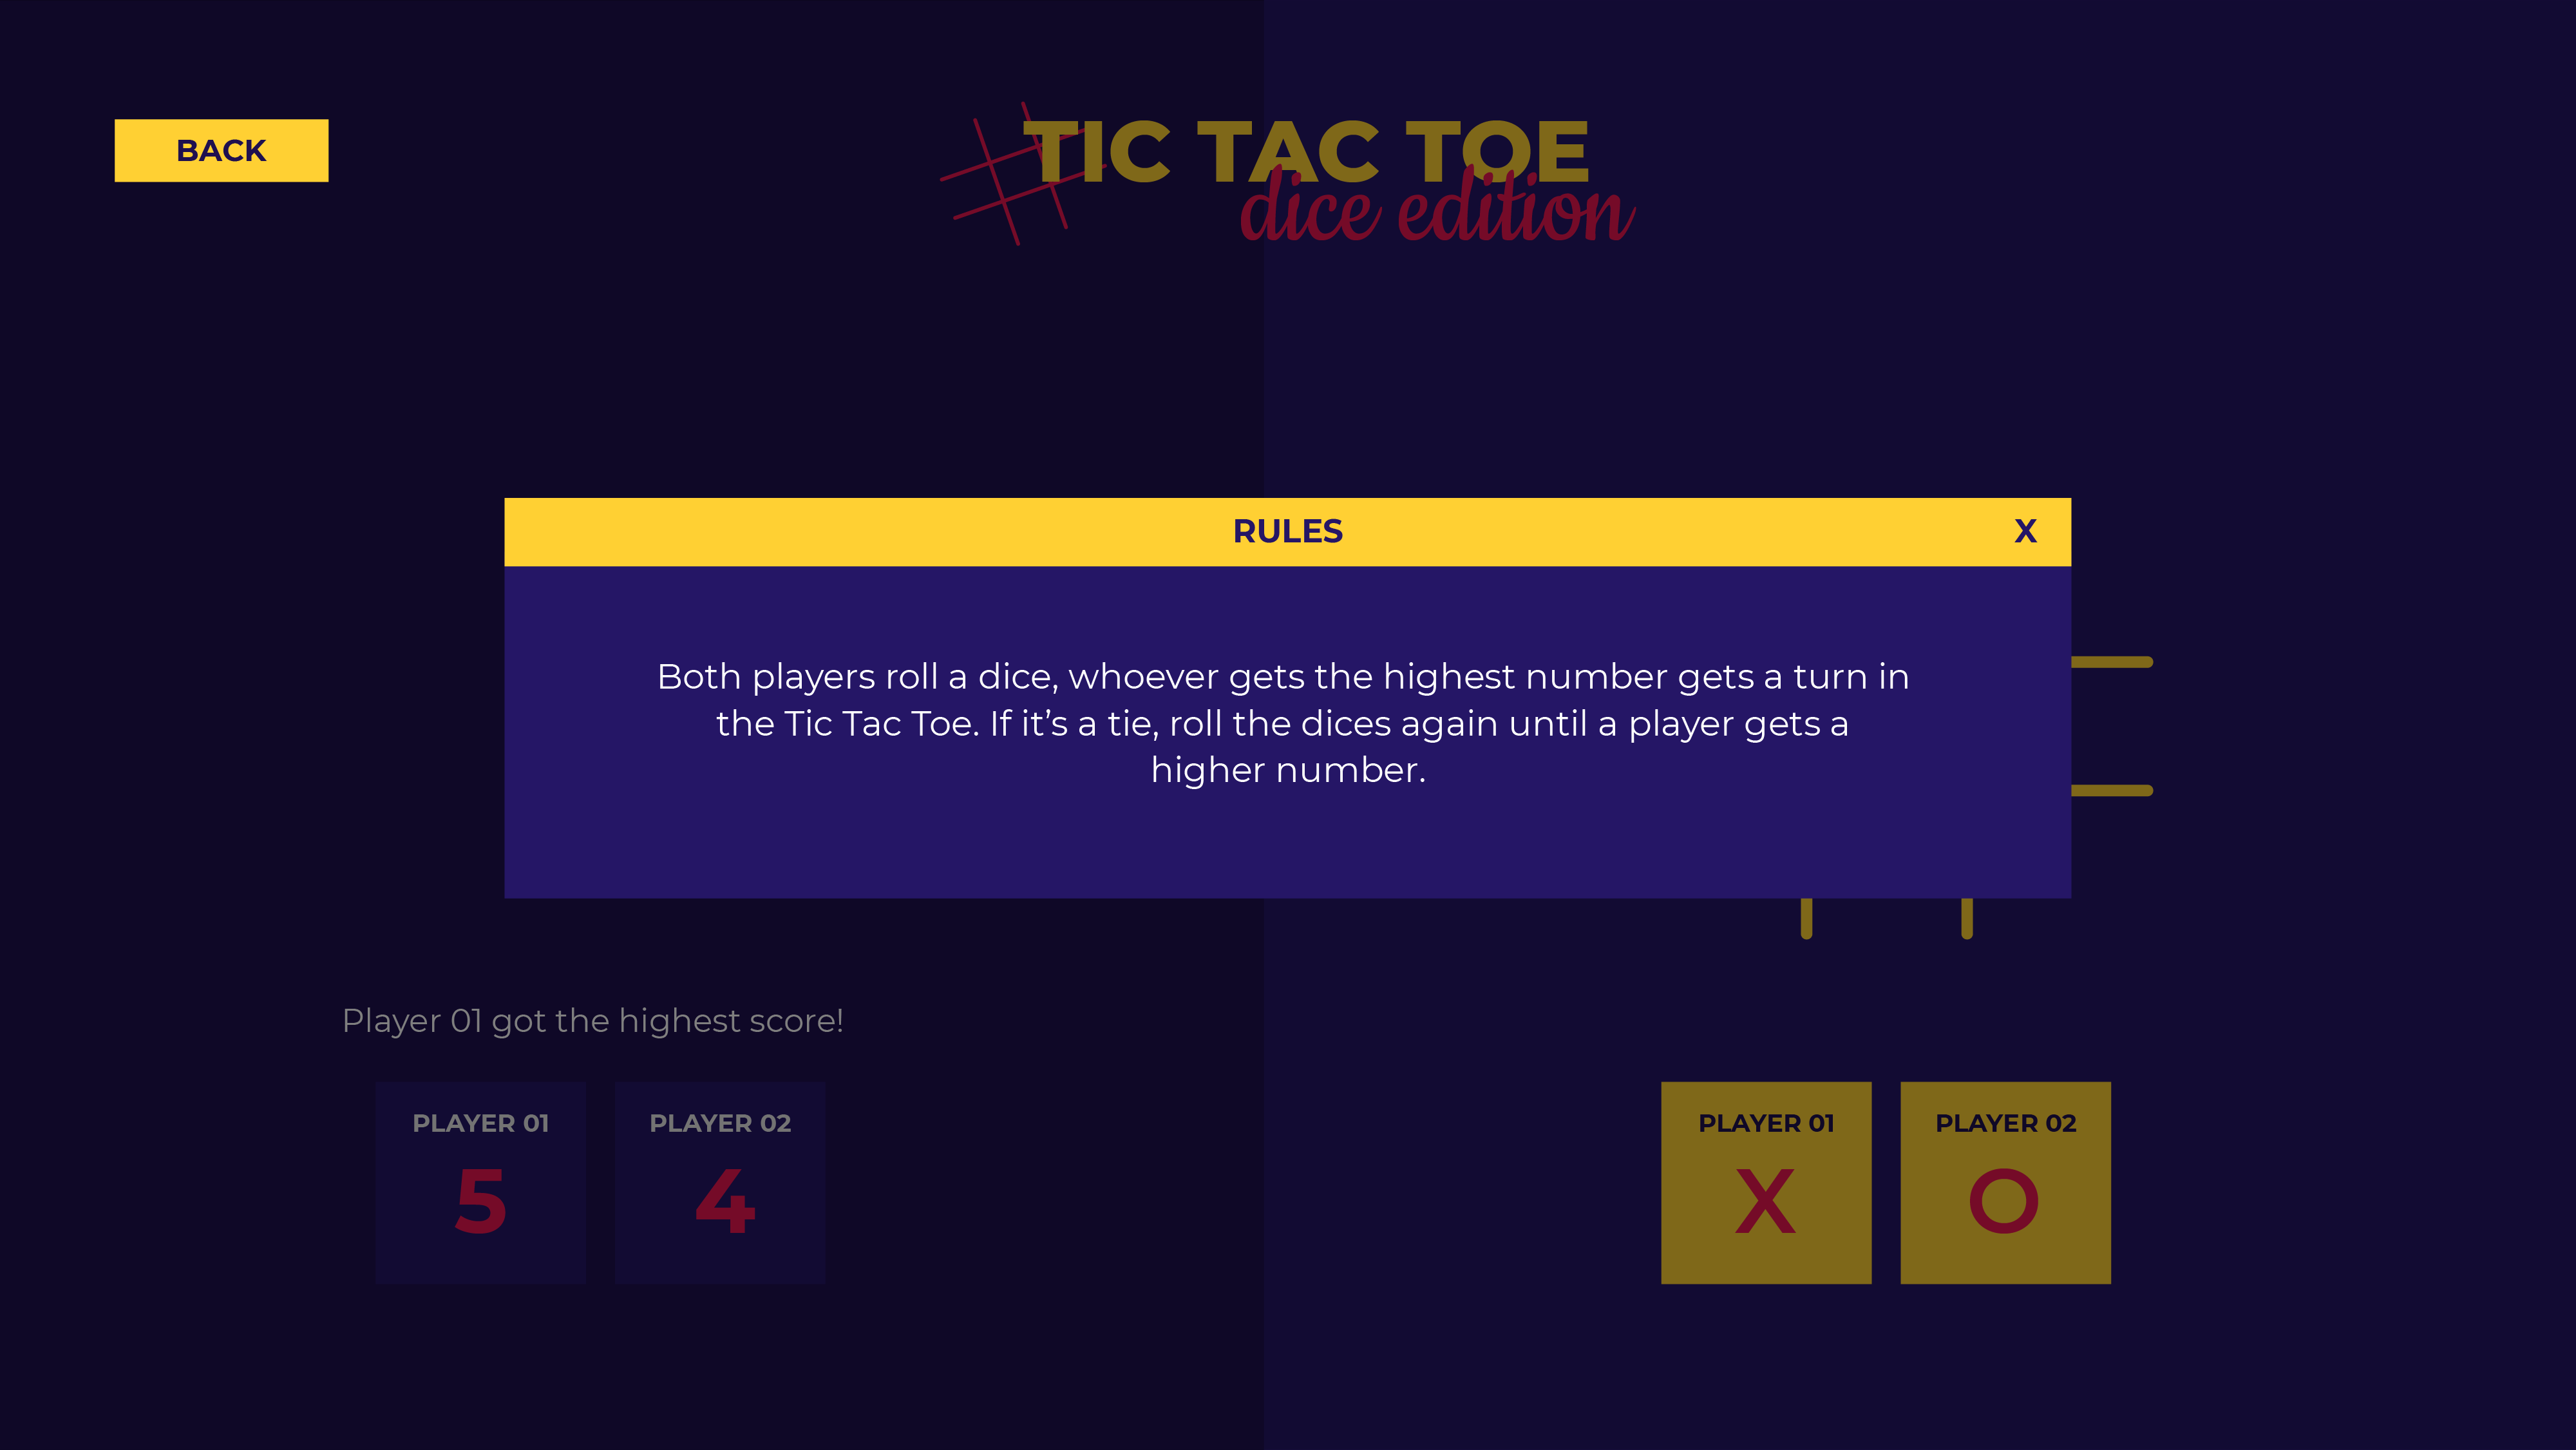 BACK
TIC TAC TOE
dice edition
RULES X
Both players roll a dice, whoever gets the highest number gets a turn in
the Tic Tac Toe. If it’s a tie, roll the dices again until a player gets a
higher number.
Player 01 got the highest score!
PLAYER 01
5
PLAYER 02
4
PLAYER 01
X
PLAYER 02
O